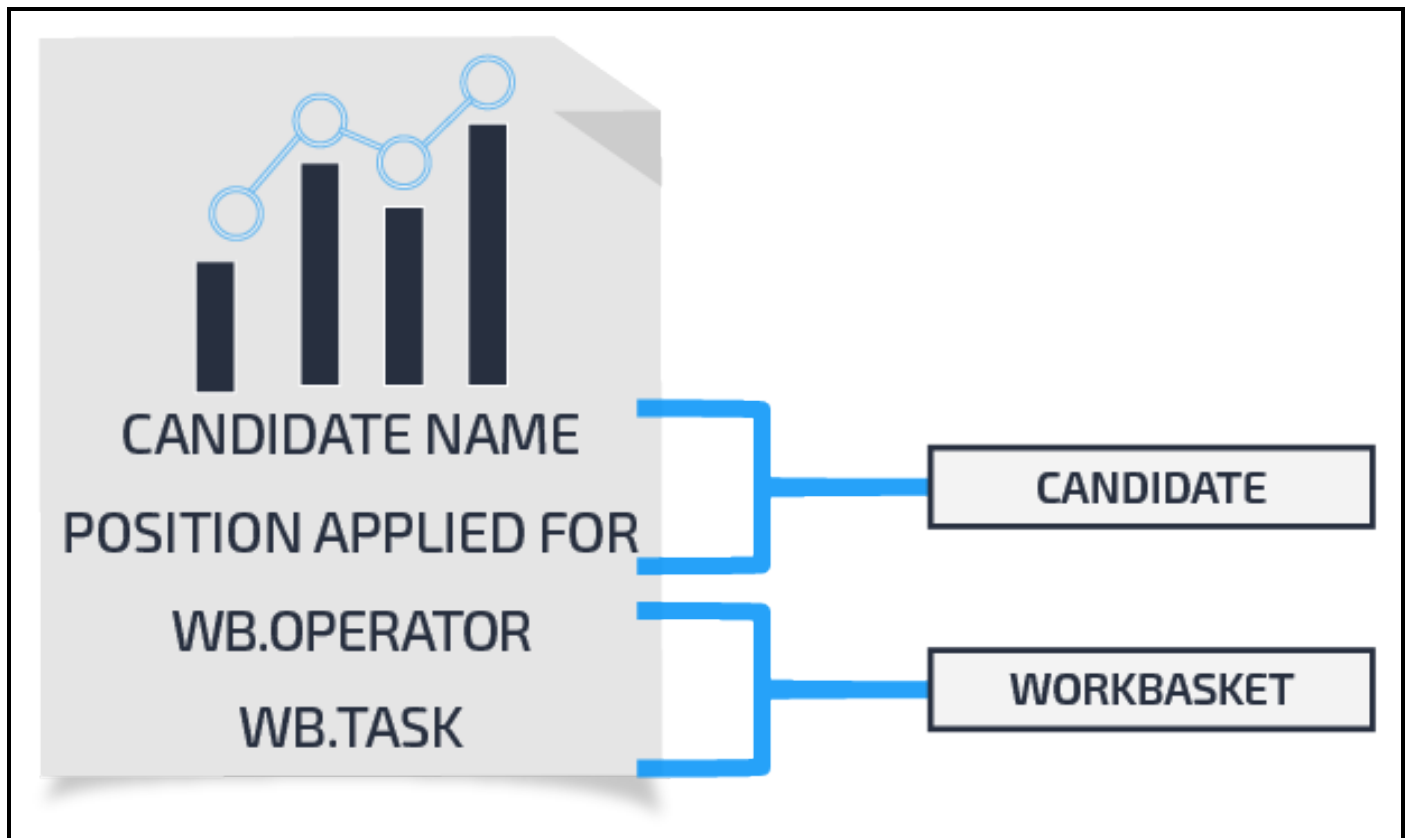 CANDIDATE NAME
POSITION APPLIED FOR
WB.OPERATOR
WB.TASK
CANDIDATE
WORKBASKET